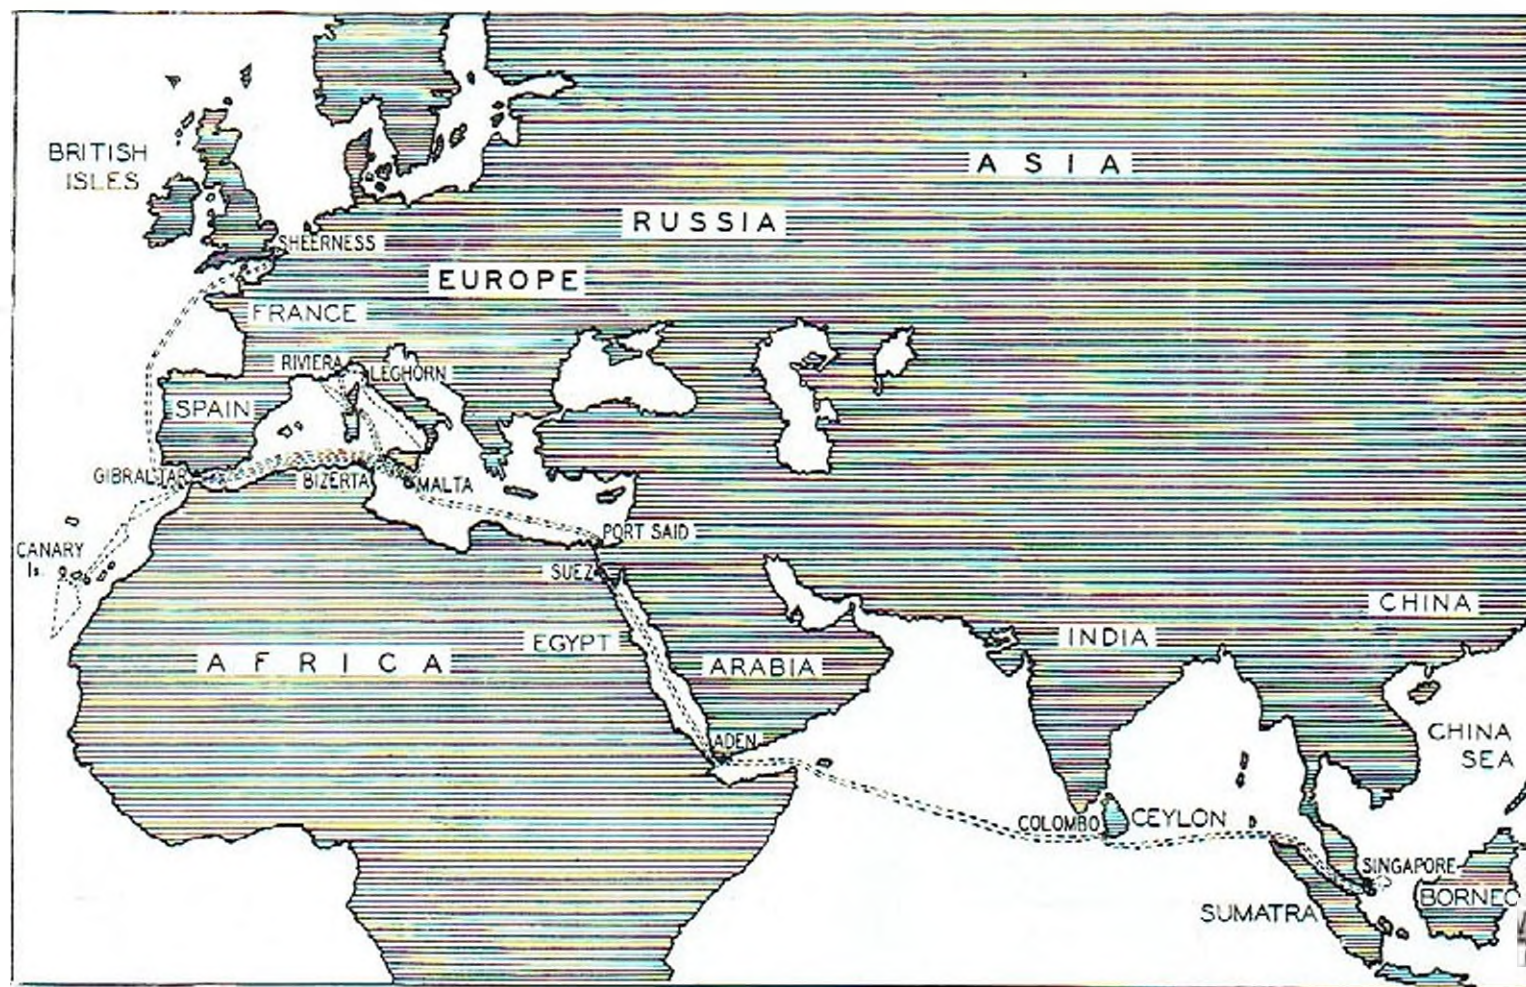 BRITISH
ISLES
ASIA
RUSSIA
SHEERNESS
EUROPE
FRANCE
RIVIERA
LEGHORN
SPAIN
GIBRALTAR
BIZERTA
MALTA
CANARY
Is.
PORT SAID
SUEZ
CHINA
EGYPT
INDIA
AFRICA
ARABIA
ADEN
CHINA
SEA
COLOMBO
CEYLON
SINGAPORE
BORNEO
SUMATRA